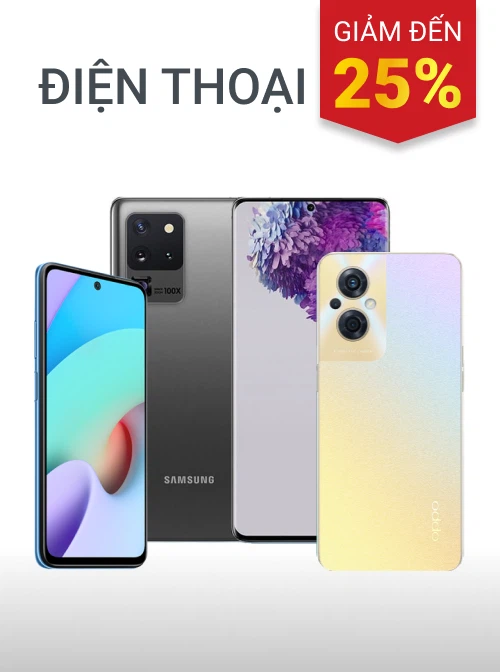 GIẢM ĐẾN
25%
ĐIỆN THOẠI
100X
SAMSUNG
oppo